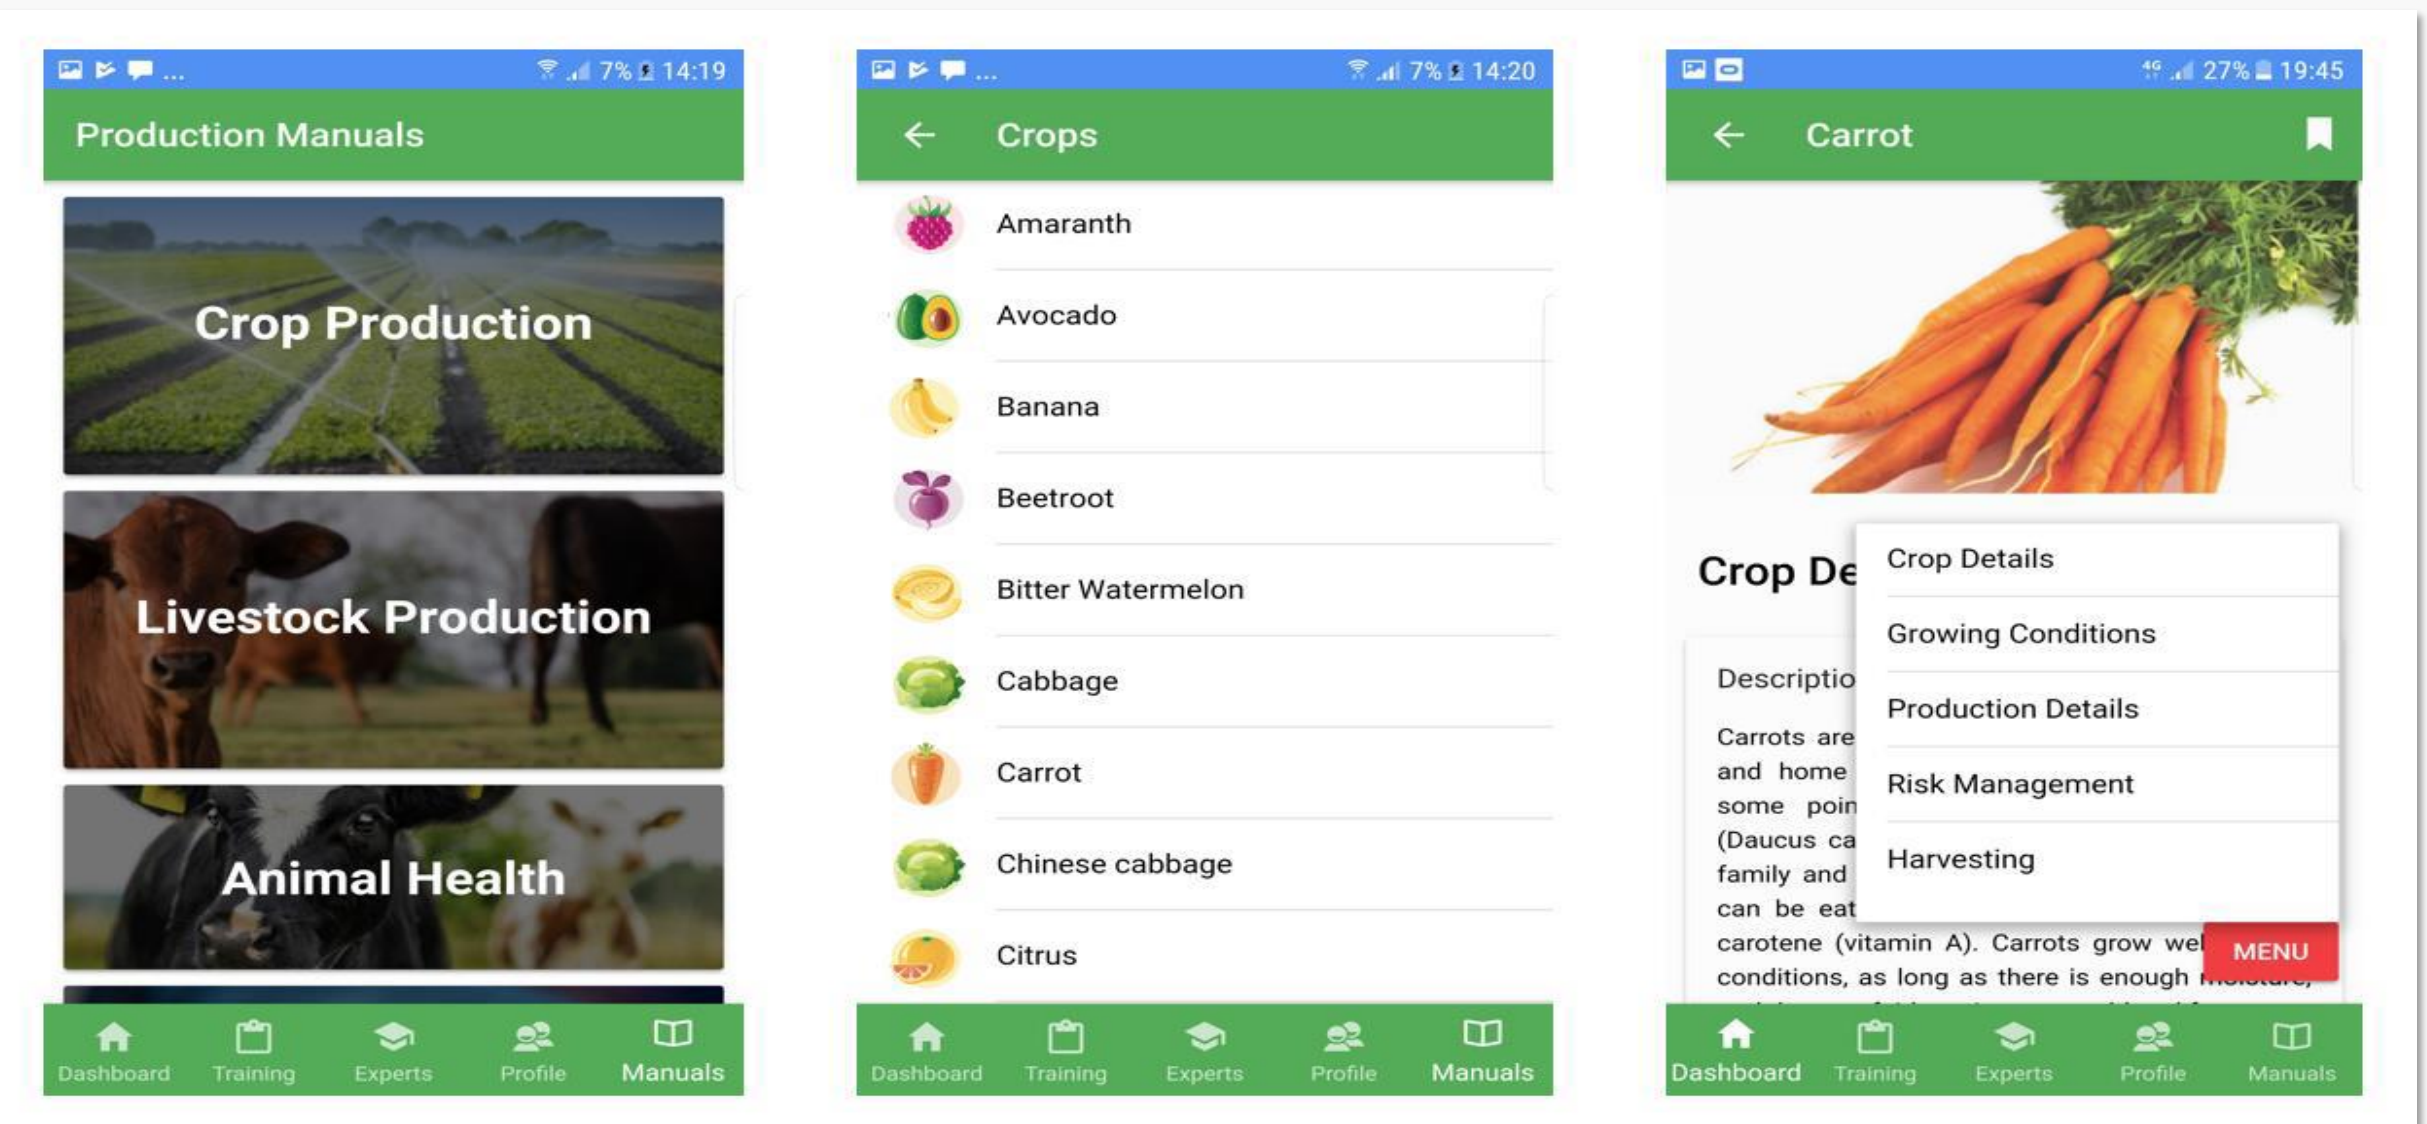 ... 7% 14:19
Production Manuals
Crop Production
Livestock Production
Animal Health
Dashboard Training Experts Profile Manuals
... 7% 14:20
Crops
Amaranth
Avocado
Banana
Beetroot
Bitter Watermelon
Cabbage
Carrot
Chinese cabbage
Citrus
Dashboard Training Experts Profile Manuals
4G 27% 19:45
Carrot
Crop De
Crop Details
Growing Conditions
Production Details
Risk Management
Harvesting
Descriptio
Carrots are
and home
some poin
(Daucus ca
family and
can be eat
carotene (vitamin A). Carrots grow wel
MENU
conditions, as long as there is enough
Dashboard Training Experts Profile Manuals